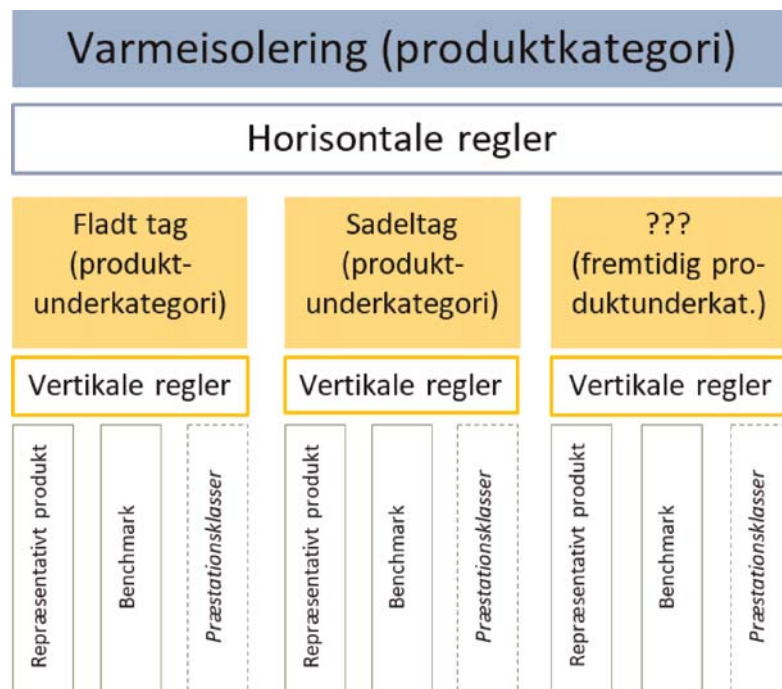 Varmeisolering (produktkategori)
Horisontale regler
Fladt tag
(produkt-
underkategori)
Sadeltag
(produkt-
underkategori)
???
(fremtidig pro-
duktunderkat.)
Vertikale regler
Vertikale regler
Vertikale regler
Repræsentativt produkt
Benchmark
Præstationsklasser
Repræsentativt produkt
Benchmark
Præstationsklasser
Repræsentativt produkt
Benchmark
Præstationsklasser